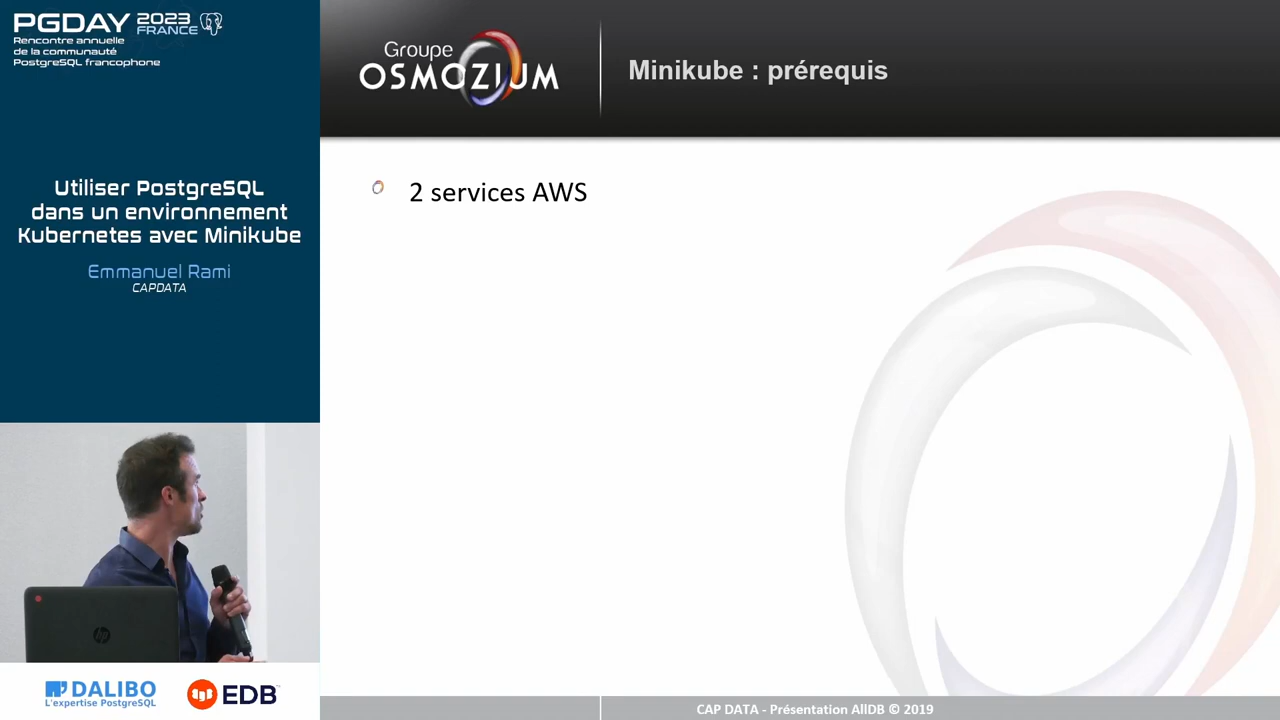 PGDAY 2023 FRANCE
Rencontre annuelle
de la communauté
PostgreSQL francophone
Utiliser PostgreSQL
dans un environnement
Kubernetes avec Minikube
Emmanuel Rami
CAPDATA
hp
DALIBO
L'expertise PostgreSQL
EDB
Groupe
OSMOZIUM
Minikube : prérequis
2 services AWS
CAP DATA - Présentation AllDB © 2019